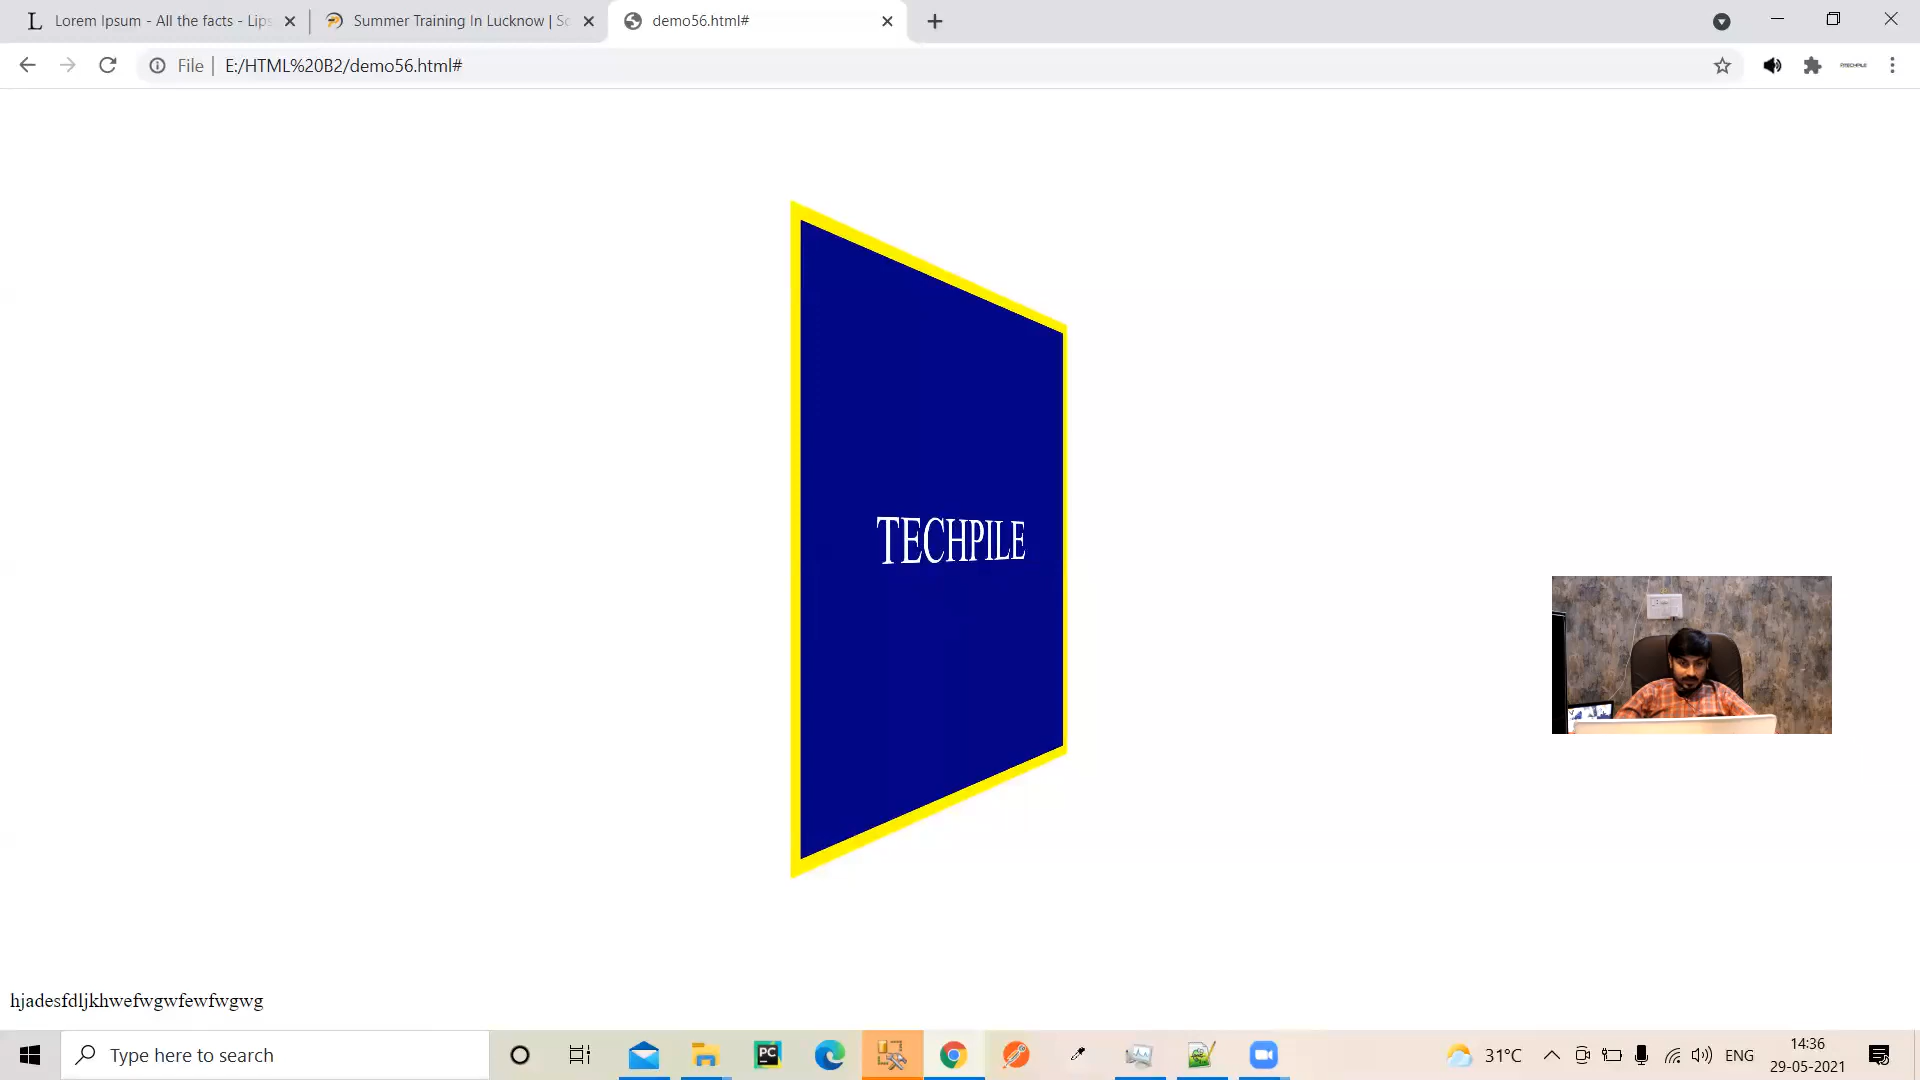 Lorem Ipsum - All the facts - Lips
Summer Training In Lucknow | Sc
demo56.html#
File
E:/HTML%20B2/demo56.html#
TECHPILE
hjadesfdljkhwefwgwfewfwgwg
Type here to search
PC
31°C
ENG
14:36
29-05-2021